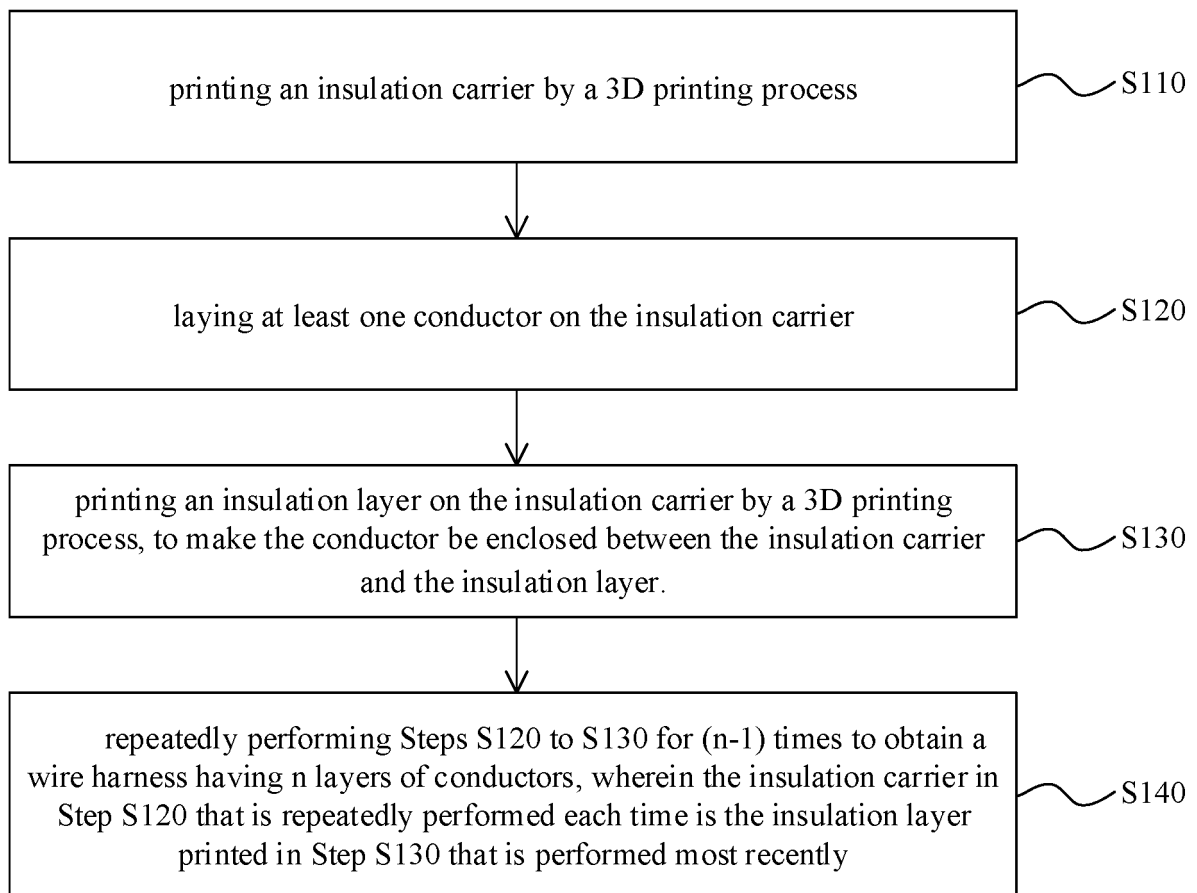 printing an insulation carrier by a 3D printing process
S110
laying at least one conductor on the insulation carrier
S120
printing an insulation layer on the insulation carrier by a 3D printing
process, to make the conductor be enclosed between the insulation carrier
and the insulation layer.
S130
repeatedly performing Steps S120 to S130 for (n-1) times to obtain a
wire harness having n layers of conductors, wherein the insulation carrier in
Step S120 that is repeatedly performed each time is the insulation layer
printed in Step S130 that is performed most recently
S140